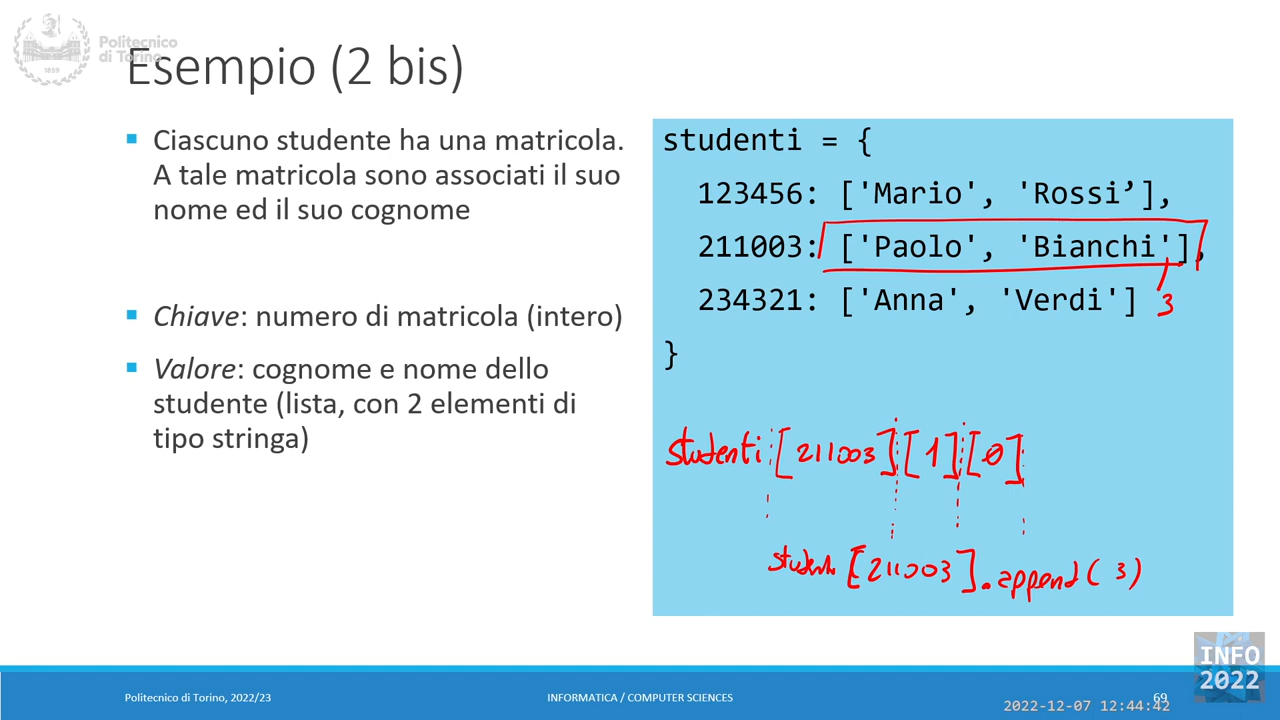 Politecnico
di Torino
1859
Esempio (2 bis)
▪ Ciascuno studente ha una matricola.
A tale matricola sono associati il suo
nome ed il suo cognome
▪ Chiave: numero di matricola (intero)
▪ Valore: cognome e nome dello
studente (lista, con 2 elementi di
tipo stringa)
studenti = {
123456: ['Mario', 'Rossi’],
211003: ['Paolo', 'Bianchi'],
234321: ['Anna', 'Verdi']
3
}
studenti [211003] [1] [0]
studenti [211003].append( 3)
Politecnico di Torino, 2022/23
INFORMATICA / COMPUTER SCIENCES
69
INFO
2022
2022-12-07 12:44:42